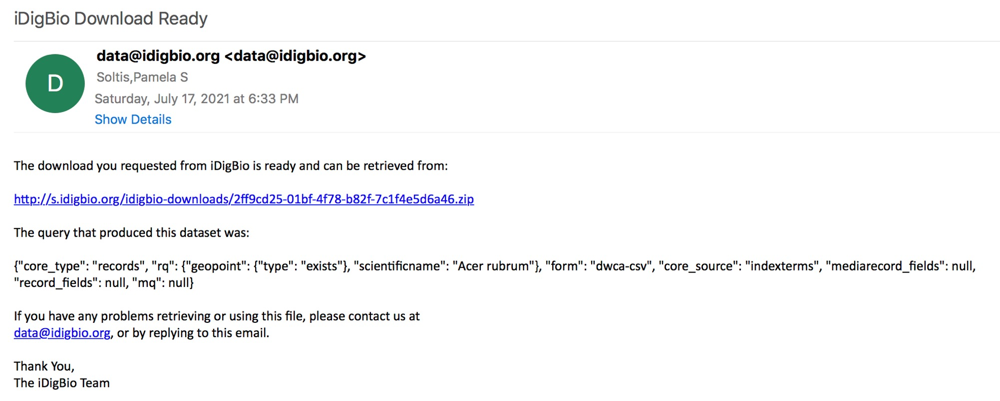 iDigBio Download Ready
D
data@idigbio.org <data@idigbio.org>
Soltis,Pamela S
Saturday, July 17, 2021 at 6:33 PM
Show Details
The download you requested from iDigBio is ready and can be retrieved from:
http://s.idigbio.org/idigbio-downloads/2ff9cd25-01bf-4f78-b82f-7c1f4e5d6a46.zip
The query that produced this dataset was:
{"core_type": "records", "rq": {"geopoint": {"type": "exists"}, "scientificname": "Acer rubrum"}, "form": "dwca-csv", "core_source": "indexterms", "mediarecord_fields": null,
"record_fields": null, "mq": null}
If you have any problems retrieving or using this file, please contact us at
data@idigbio.org, or by replying to this email.
Thank You,
The iDigBio Team